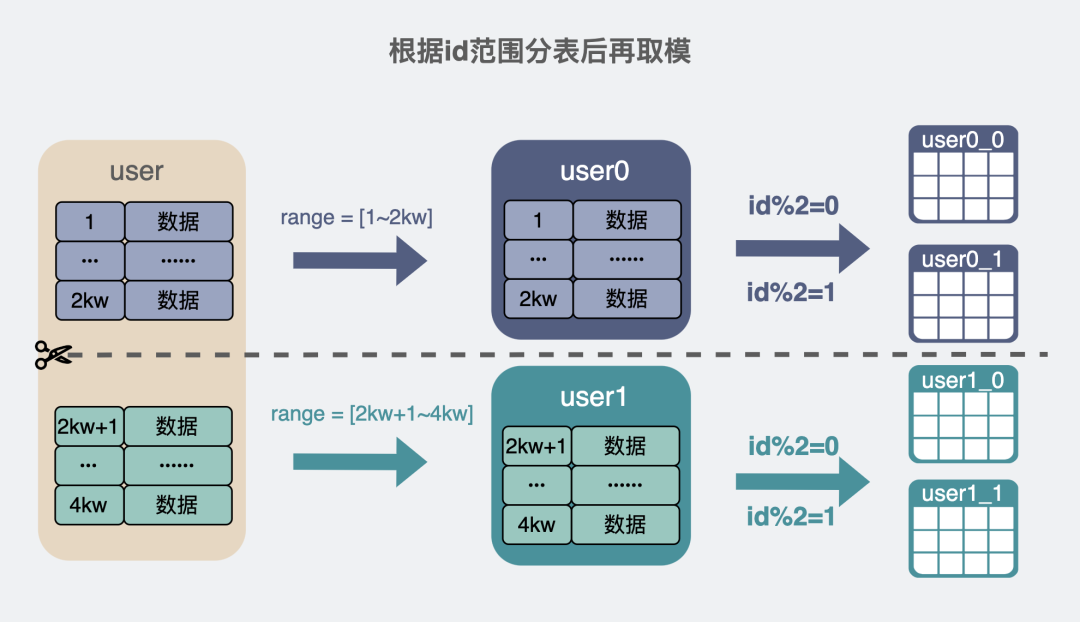 根据id范围分表后再取模
user
1 数据
... ......
2kw 数据
2kw+1 数据
... ......
4kw 数据
range = [1~2kw]
range = [2kw+1~4kw]
user0
1 数据
... ......
2kw 数据
user1
2kw+1 数据
... ......
4kw 数据
id%2=0
id%2=1
id%2=0
id%2=1
user0_0
user0_1
user1_0
user1_1